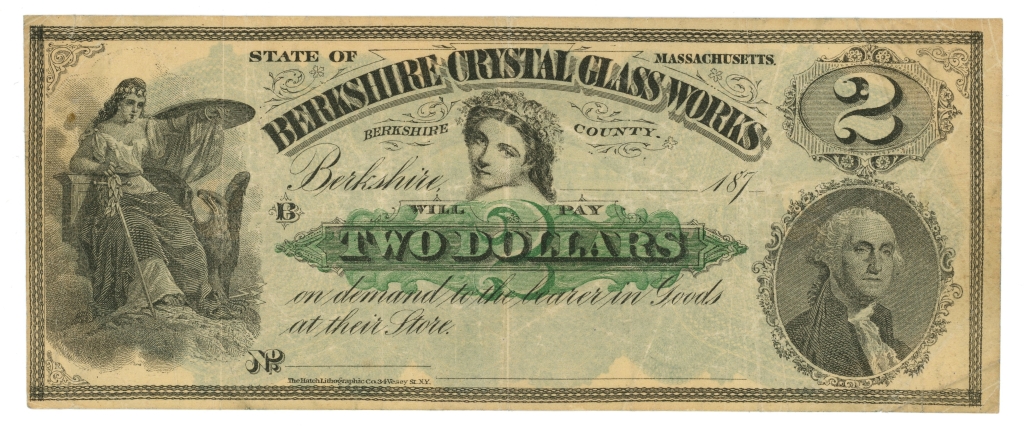 STATE OF MASSACHUSETTS.
BERKSHIRE CRYSTAL GLASS WORKS
2
BERKSHIRE COUNTY.
Berkshire, 187
B
WILL PAY
2
TWO DOLLARS
on demand to the bearer in Goods
at their Store.
No
The Hatch Lithographic Co. 34 Vesey St. N.Y.